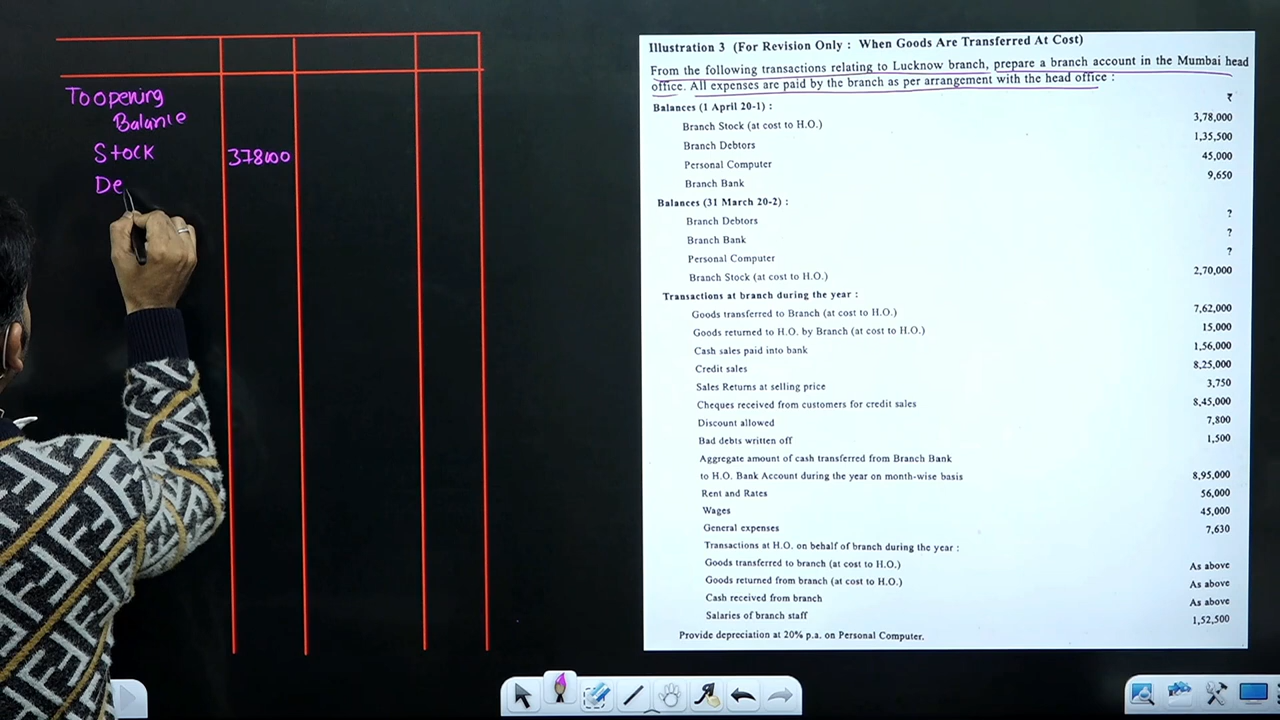 To opening
Balance
Stock 378000
De
Illustration 3 (For Revision Only : When Goods Are Transferred At Cost)
From the following transactions relating to Lucknow branch, prepare a branch account in the Mumbai head
office. All expenses are paid by the branch as per arrangement with the head office :
Balances (1 April 20-1) : ₹
Branch Stock (at cost to H.O.) 3,78,000
Branch Debtors 1,35,500
Personal Computer 45,000
Branch Bank 9,650
Balances (31 March 20-2) :
Branch Debtors ?
Branch Bank ?
Personal Computer ?
Branch Stock (at cost to H.O.) 2,70,000
Transactions at branch during the year :
Goods transferred to Branch (at cost to H.O.) 7,62,000
Goods returned to H.O. by Branch (at cost to H.O.) 15,000
Cash sales paid into bank 1,56,000
Credit sales 8,25,000
Sales Returns at selling price 3,750
Cheques received from customers for credit sales 8,45,000
Discount allowed 7,800
Bad debts written off 1,500
Aggregate amount of cash transferred from Branch Bank
to H.O. Bank Account during the year on month-wise basis 8,95,000
Rent and Rates 56,000
Wages 45,000
General expenses 7,630
Transactions at H.O. on behalf of branch during the year :
Goods transferred to branch (at cost to H.O.) As above
Goods returned from branch (at cost to H.O.) As above
Cash received from branch As above
Salaries of branch staff 1,52,500
Provide depreciation at 20% p.a. on Personal Computer.